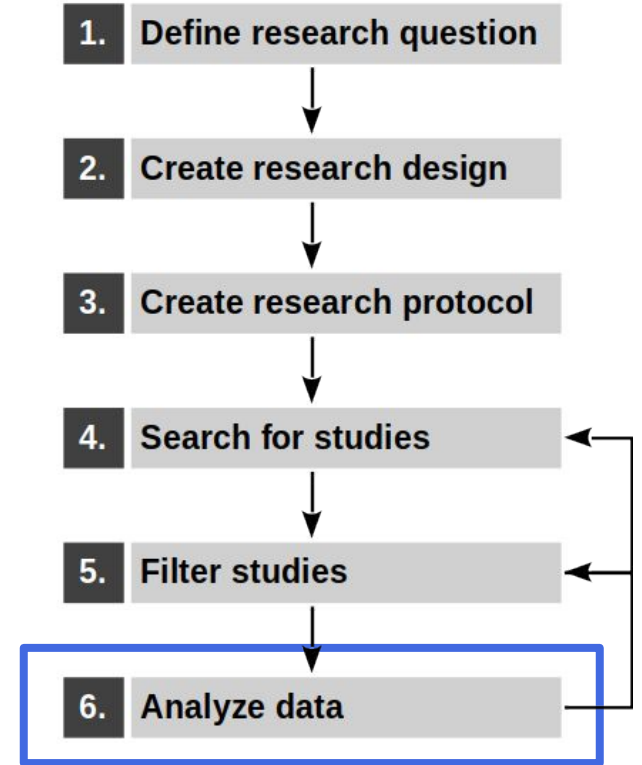 1. Define research question
2. Create research design
3. Create research protocol
4. Search for studies
5. Filter studies
6. Analyze data